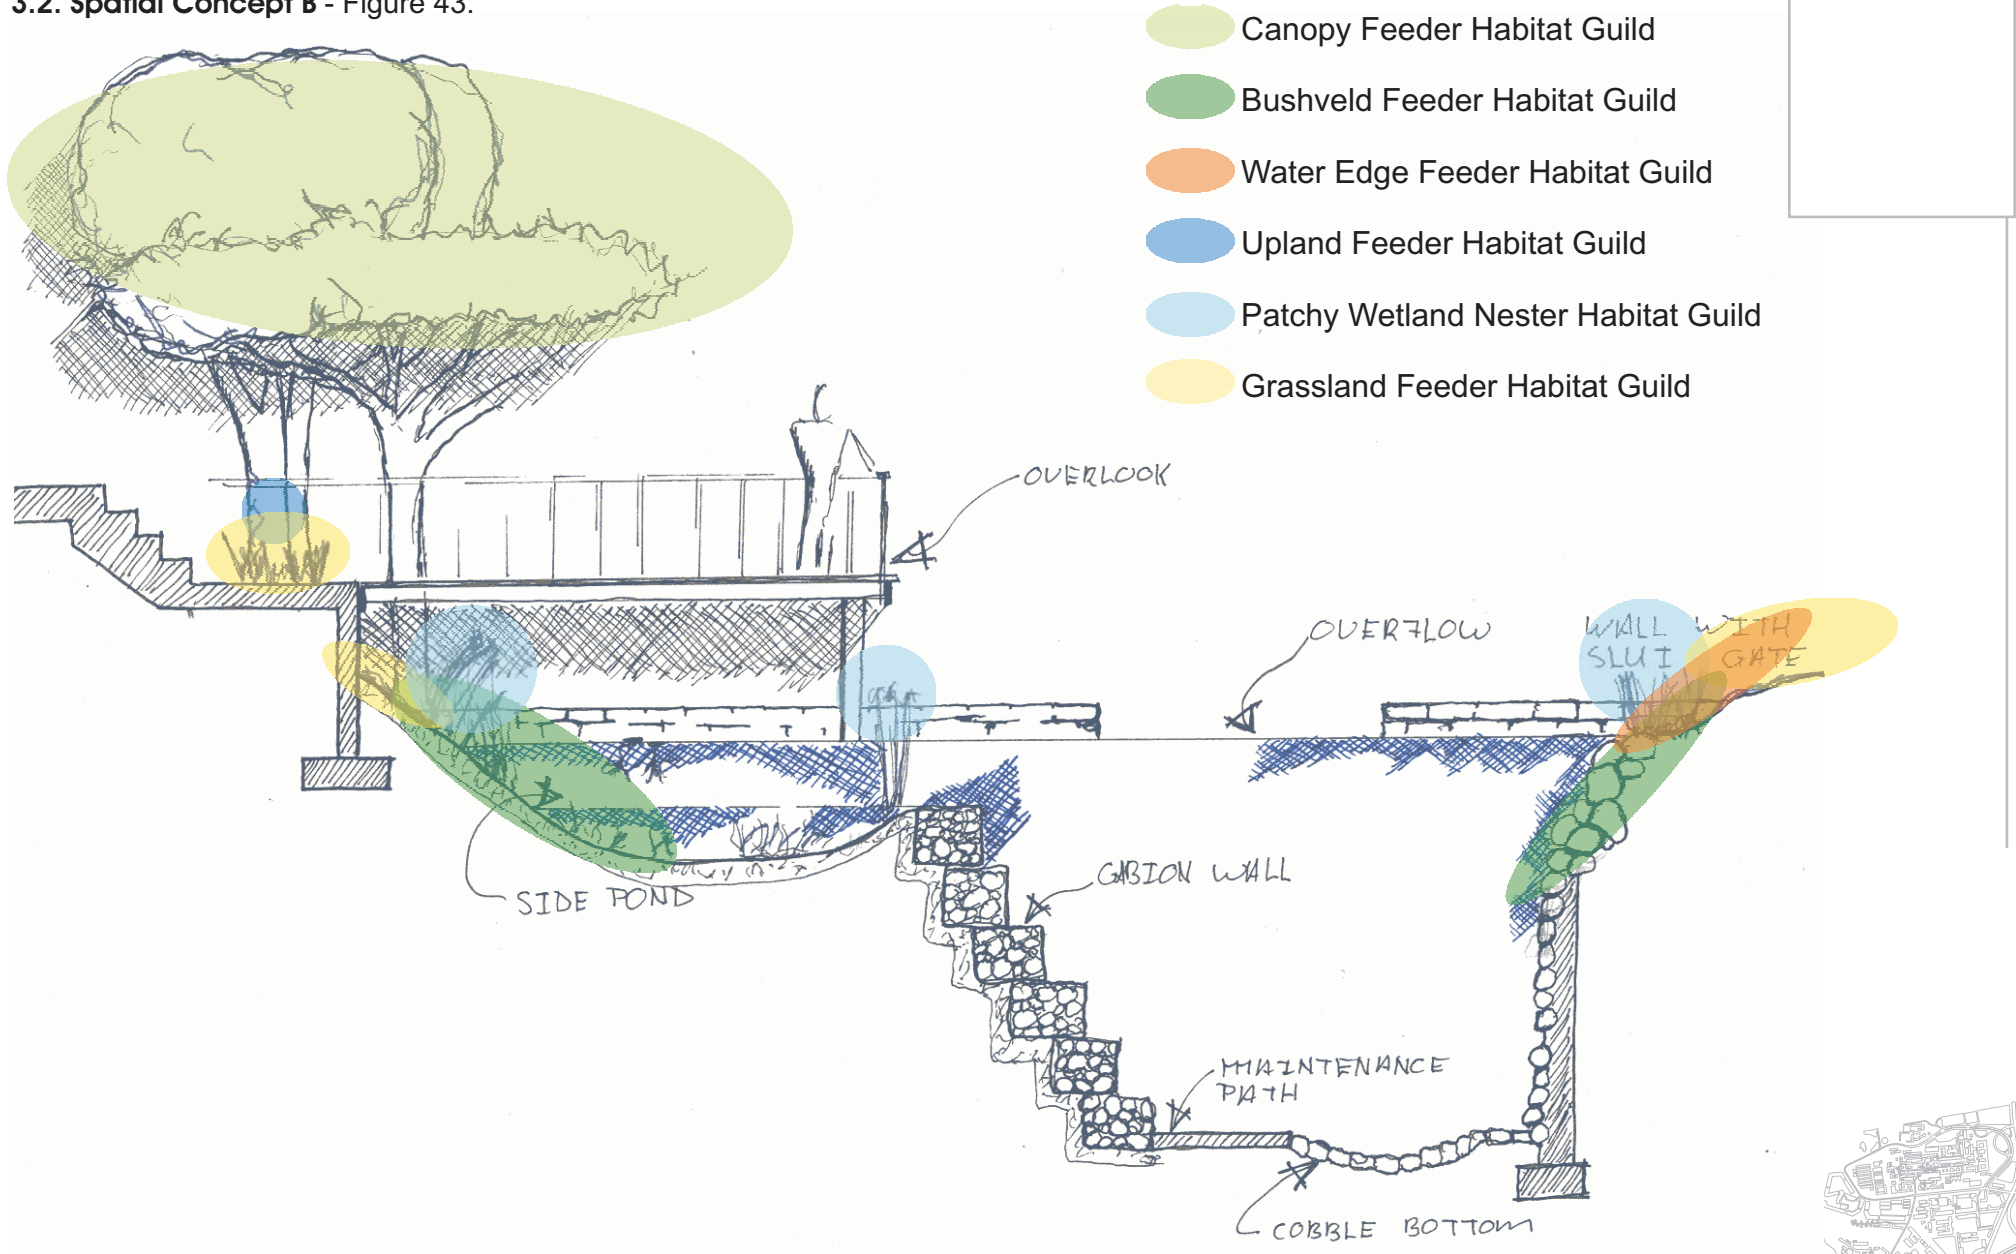 3.2. Spatial Concept B - Figure 43.
Canopy Feeder Habitat Guild
Bushveld Feeder Habitat Guild
Water Edge Feeder Habitat Guild
Upland Feeder Habitat Guild
Patchy Wetland Nester Habitat Guild
Grassland Feeder Habitat Guild
OVERLOOK
OVERFLOW
WALL WITH
SLUI GATE
GABION WALL
SIDE POND
MAINTENANCE
PATH
COBBLE BOTTOM